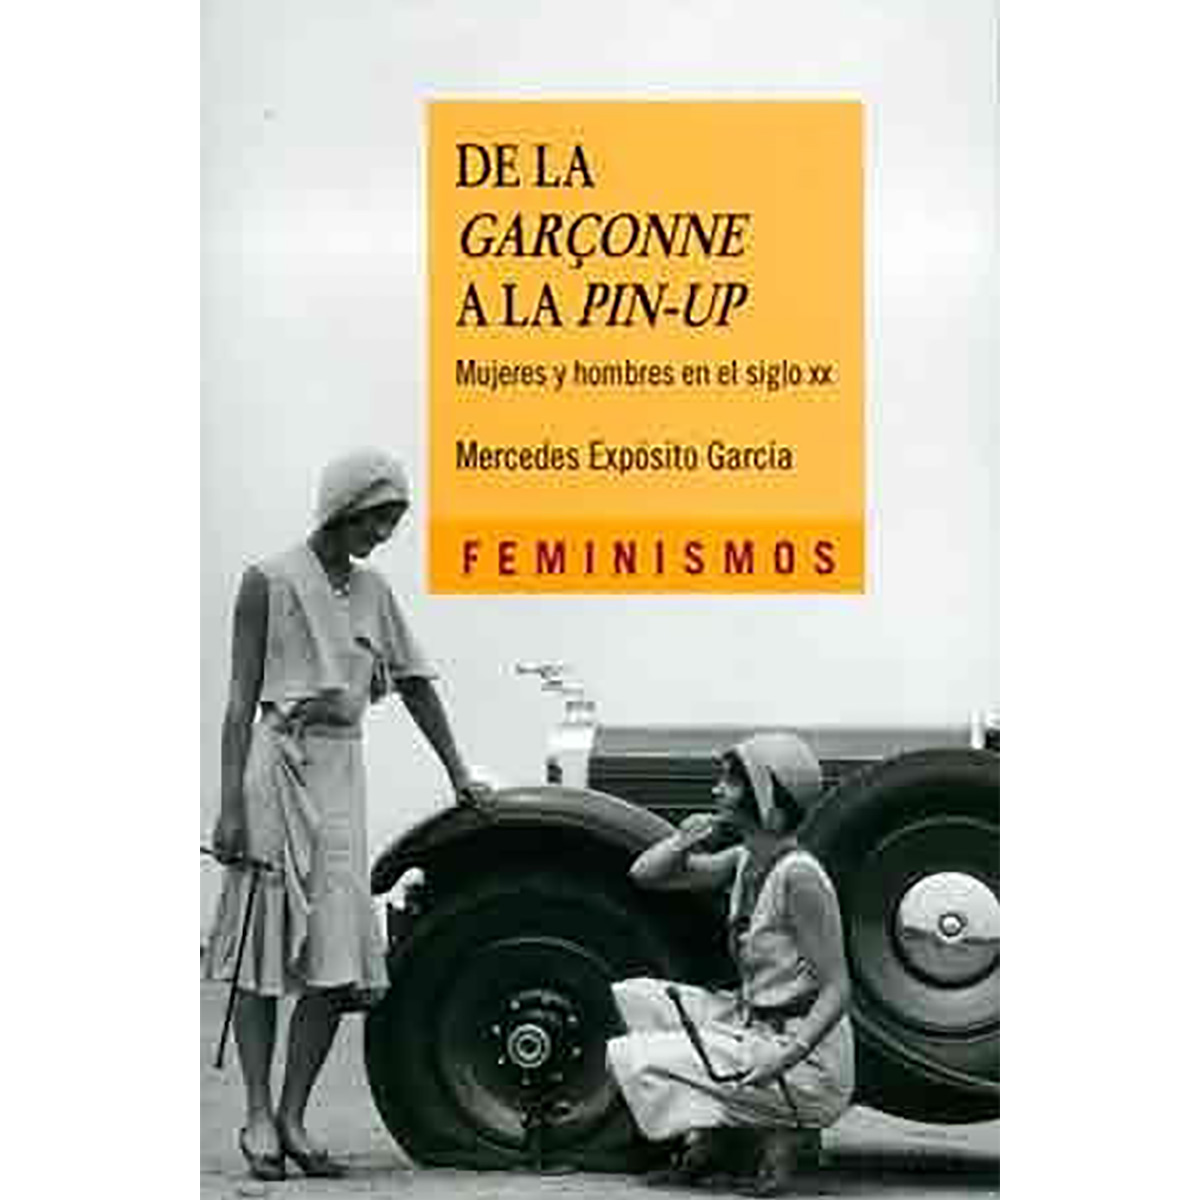 DE LA
GARÇONNE
A LA PIN-UP
Mujeres y hombres en el siglo XX
Mercedes Expósito García
FEMINISMOS